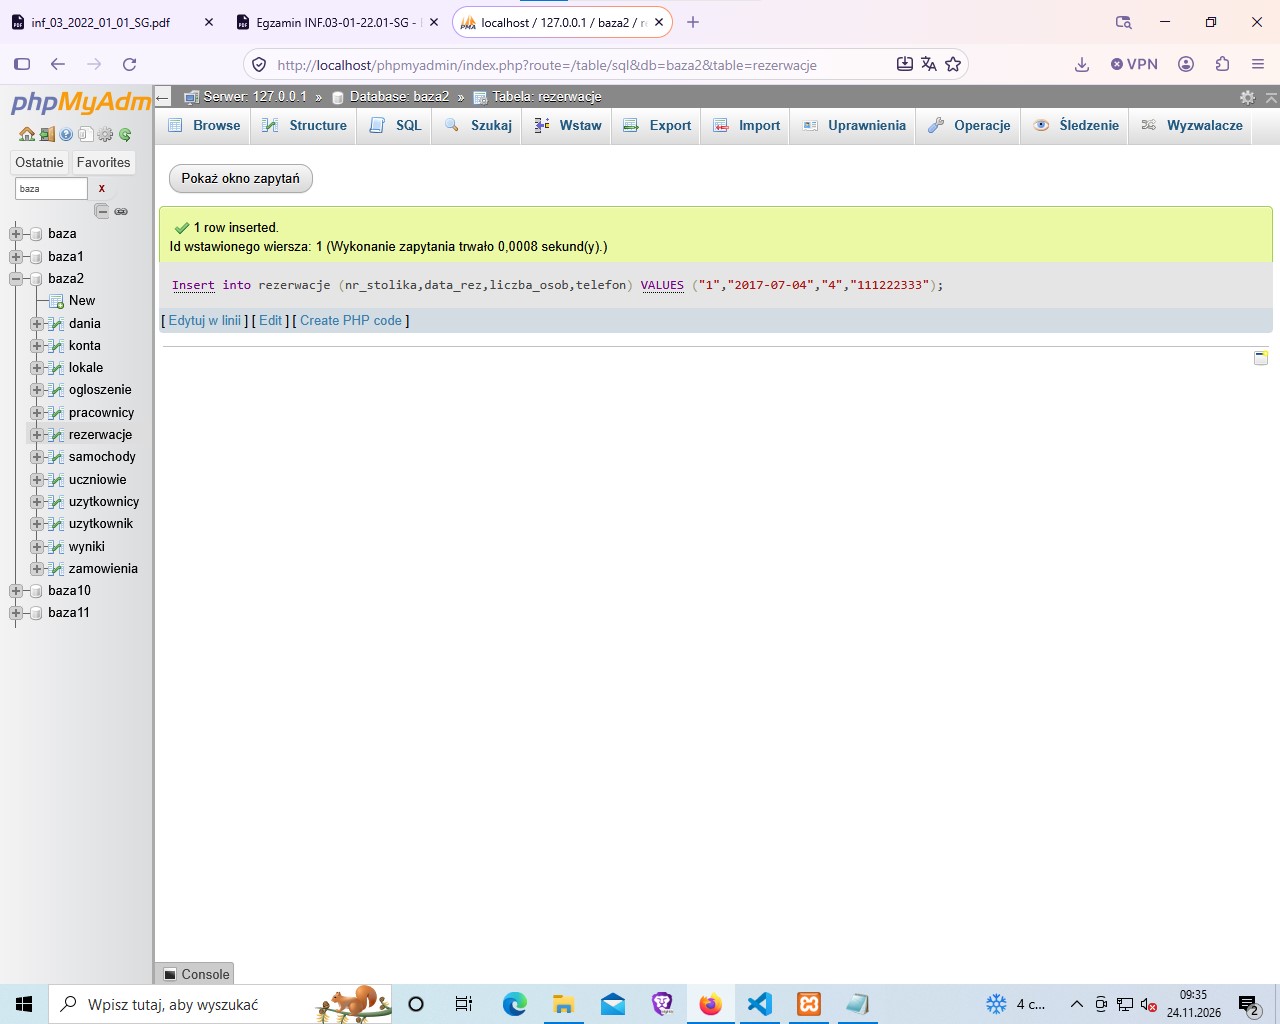 inf_03_2022_01_01_SG.pdf
Egzamin INF.03-01-22.01-SG -
localhost / 127.0.0.1 / baza2 / r
http://localhost/phpmyadmin/index.php?route=/table/sql&db=baza2&table=rezerwacje
VPN
phpMyAdm
Serwer: 127.0.0.1 » Database: baza2 » Tabela: rezerwacje
Browse Structure SQL Szukaj Wstaw Export Import Uprawnienia Operacje Śledzenie Wyzwalacze
Ostatnie Favorites
baza X
baza
baza1
baza2
New
dania
konta
lokale
ogloszenie
pracownicy
rezerwacje
samochody
uczniowie
uzytkownicy
uzytkownik
wyniki
zamowienia
baza10
baza11
Pokaż okno zapytań
1 row inserted.
Id wstawionego wiersza: 1 (Wykonanie zapytania trwało 0,0008 sekund(y).)
Insert into rezerwacje (nr_stolika,data_rez,liczba_osob,telefon) VALUES ("1","2017-07-04","4","111222333");
[ Edytuj w linii ] [ Edit ] [ Create PHP code ]
Console
Wpisz tutaj, aby wyszukać
4 c...
09:35
24.11.2026
2